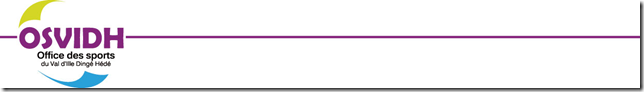 OSVIDH
Office des sports
du Val d'Ille Dingé Hédé